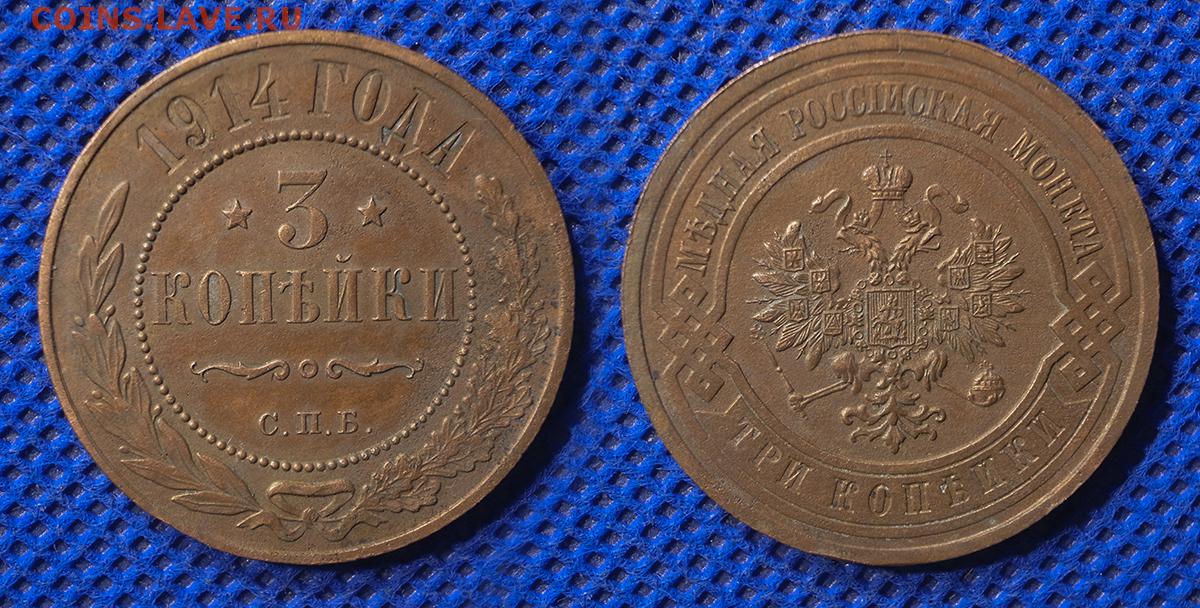 COINS.LAVE.RU
1914 ГОДА
3
КОПѢЙКИ
С.П.Б.
МѢДНАЯ РОССІЙСКАЯ МОНЕТА
ТРИ КОПѢЙКИ